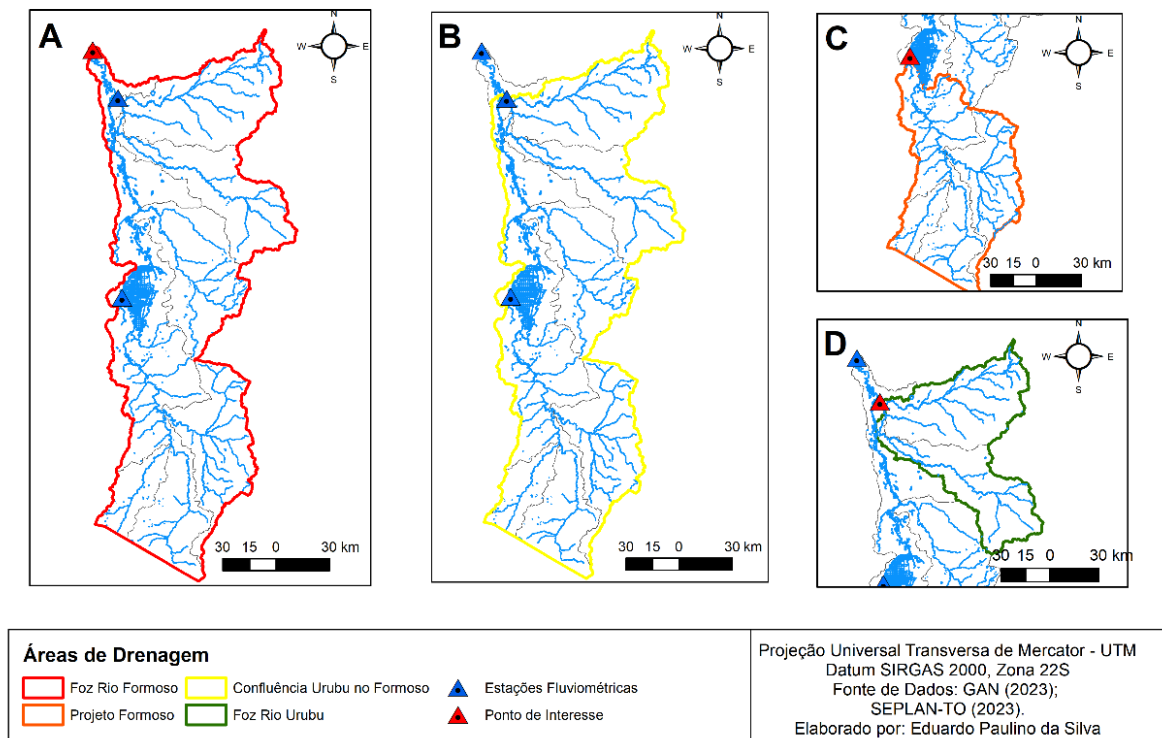 A
N
W
E
S
30 15 0 30 km
B
N
W
E
S
30 15 0 30 km
C
N
W
E
S
30 15 0 30 km
D
N
W
E
S
30 15 0 30 km
Áreas de Drenagem
Foz Rio Formoso
Confluência Urubu no Formoso
Estações Fluviométricas
Projeto Formoso
Foz Rio Urubu
Ponto de Interesse
Projeção Universal Transversa de Mercator - UTM
Datum SIRGAS 2000, Zona 22S
Fonte de Dados: GAN (2023);
SEPLAN-TO (2023).
Elaborado por: Eduardo Paulino da Silva